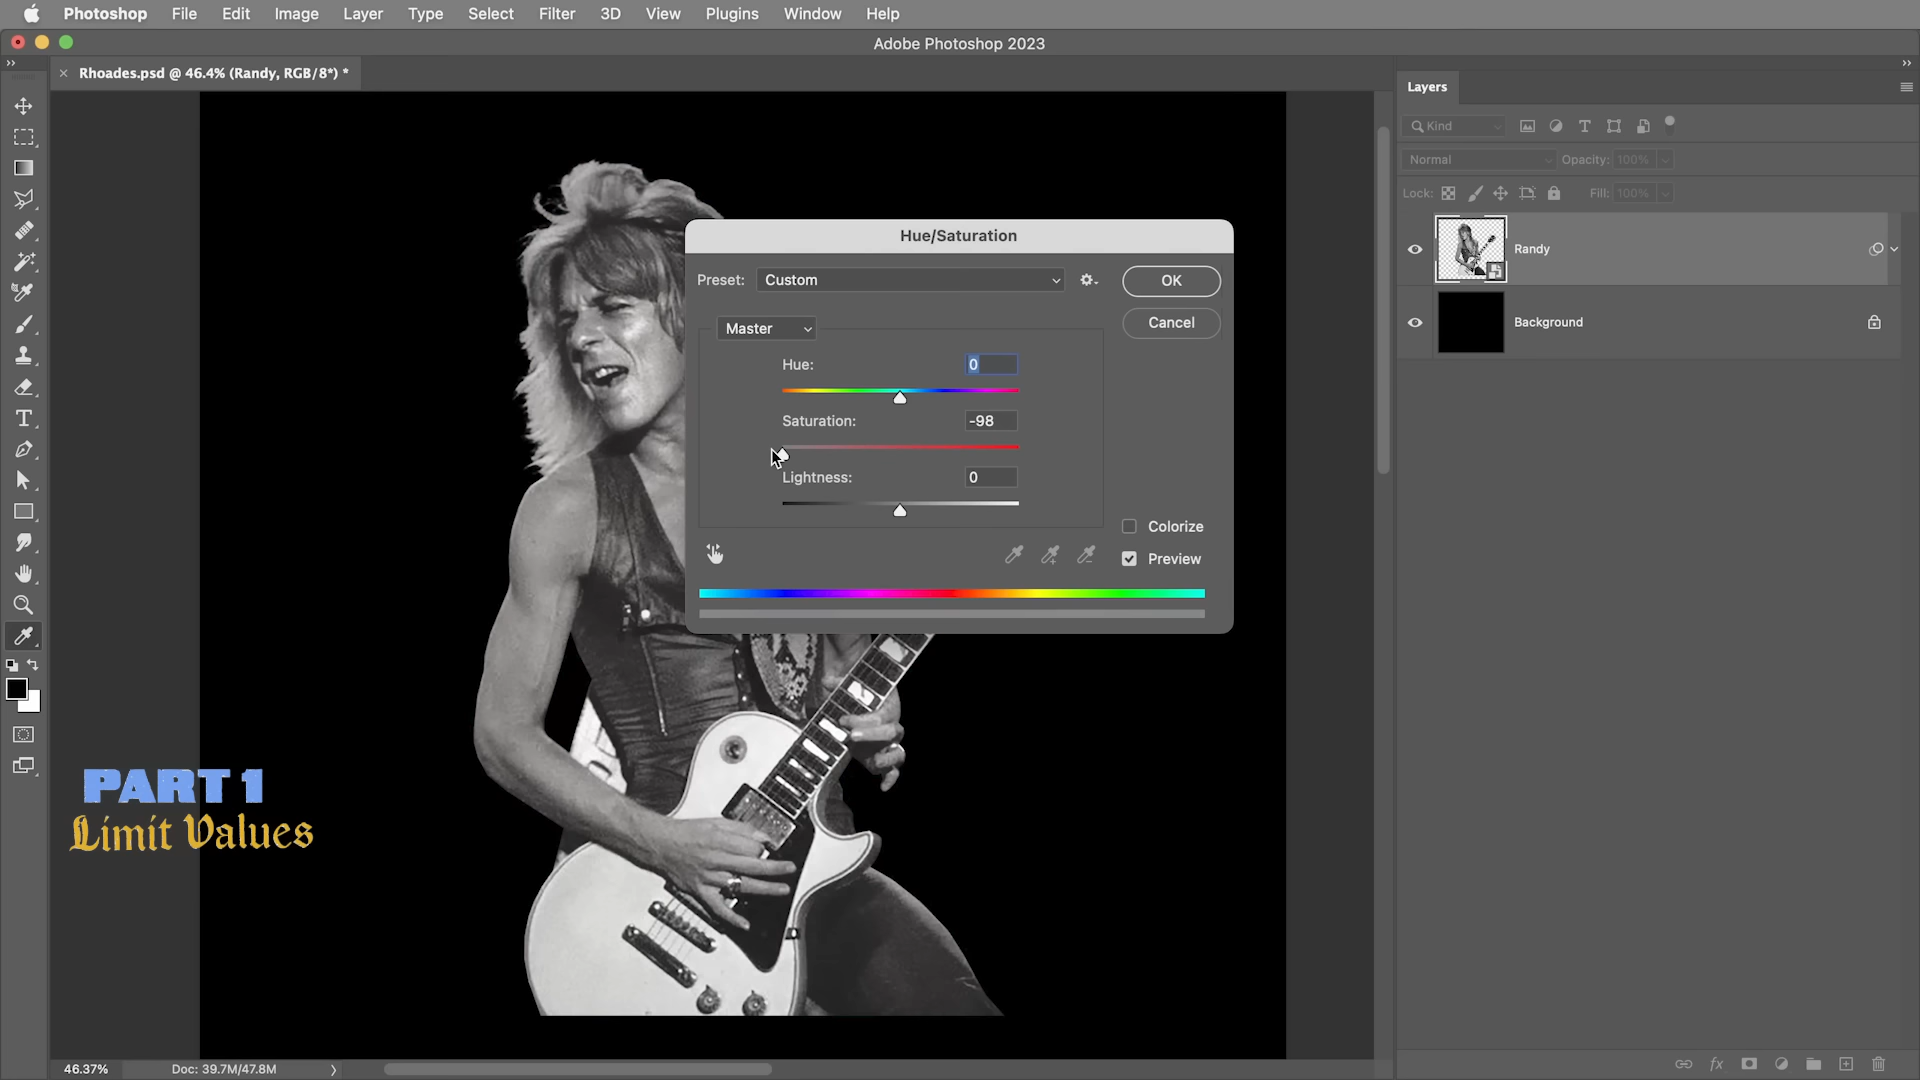 Photoshop File Edit Image Layer Type Select Filter 3D View Plugins Window Help
Adobe Photoshop 2023
Rhoades.psd @ 46.4% (Randy, RGB/8*) *
Layers
Kind
Normal Opacity: 100%
Lock: Fill: 100%
Randy
Background
Hue/Saturation
Preset: Custom
OK
Cancel
Master
Hue: 0
Saturation: -98
Lightness: 0
Colorize
Preview
PART 1
Limit Values
46.37% Doc: 39.7M/47.8M